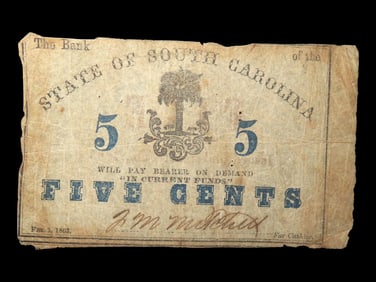 The Bank of the
STATE OF SOUTH CAROLINA
5 5
WILL PAY BEARER ON DEMAND
"IN CURRENT FUNDS"
FIVE CENTS
Feb. 1, 1863.
For Cashier.